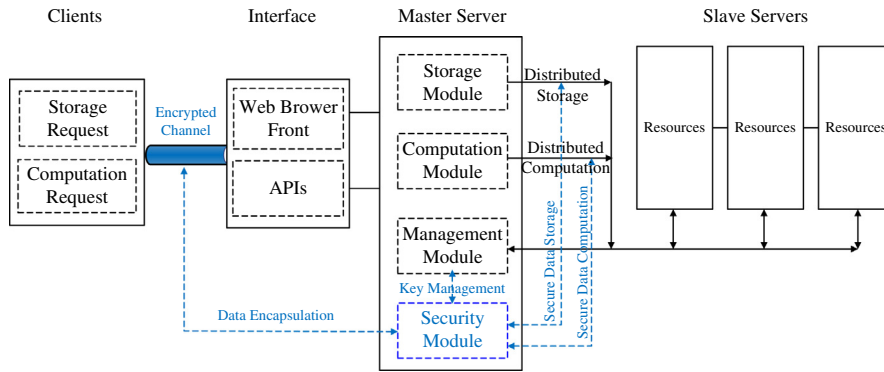 Clients
Interface
Master Server
Slave Servers
Storage
Request
Computation
Request
Encrypted
Channel
Web Brower
Front
APIs
Storage
Module
Computation
Module
Management
Module
Key Management
Security
Module
Data Encapsulation
Distributed
Storage
Distributed
Computation
Secure Data Storage
Secure Data Computation
Resources
Resources
Resources